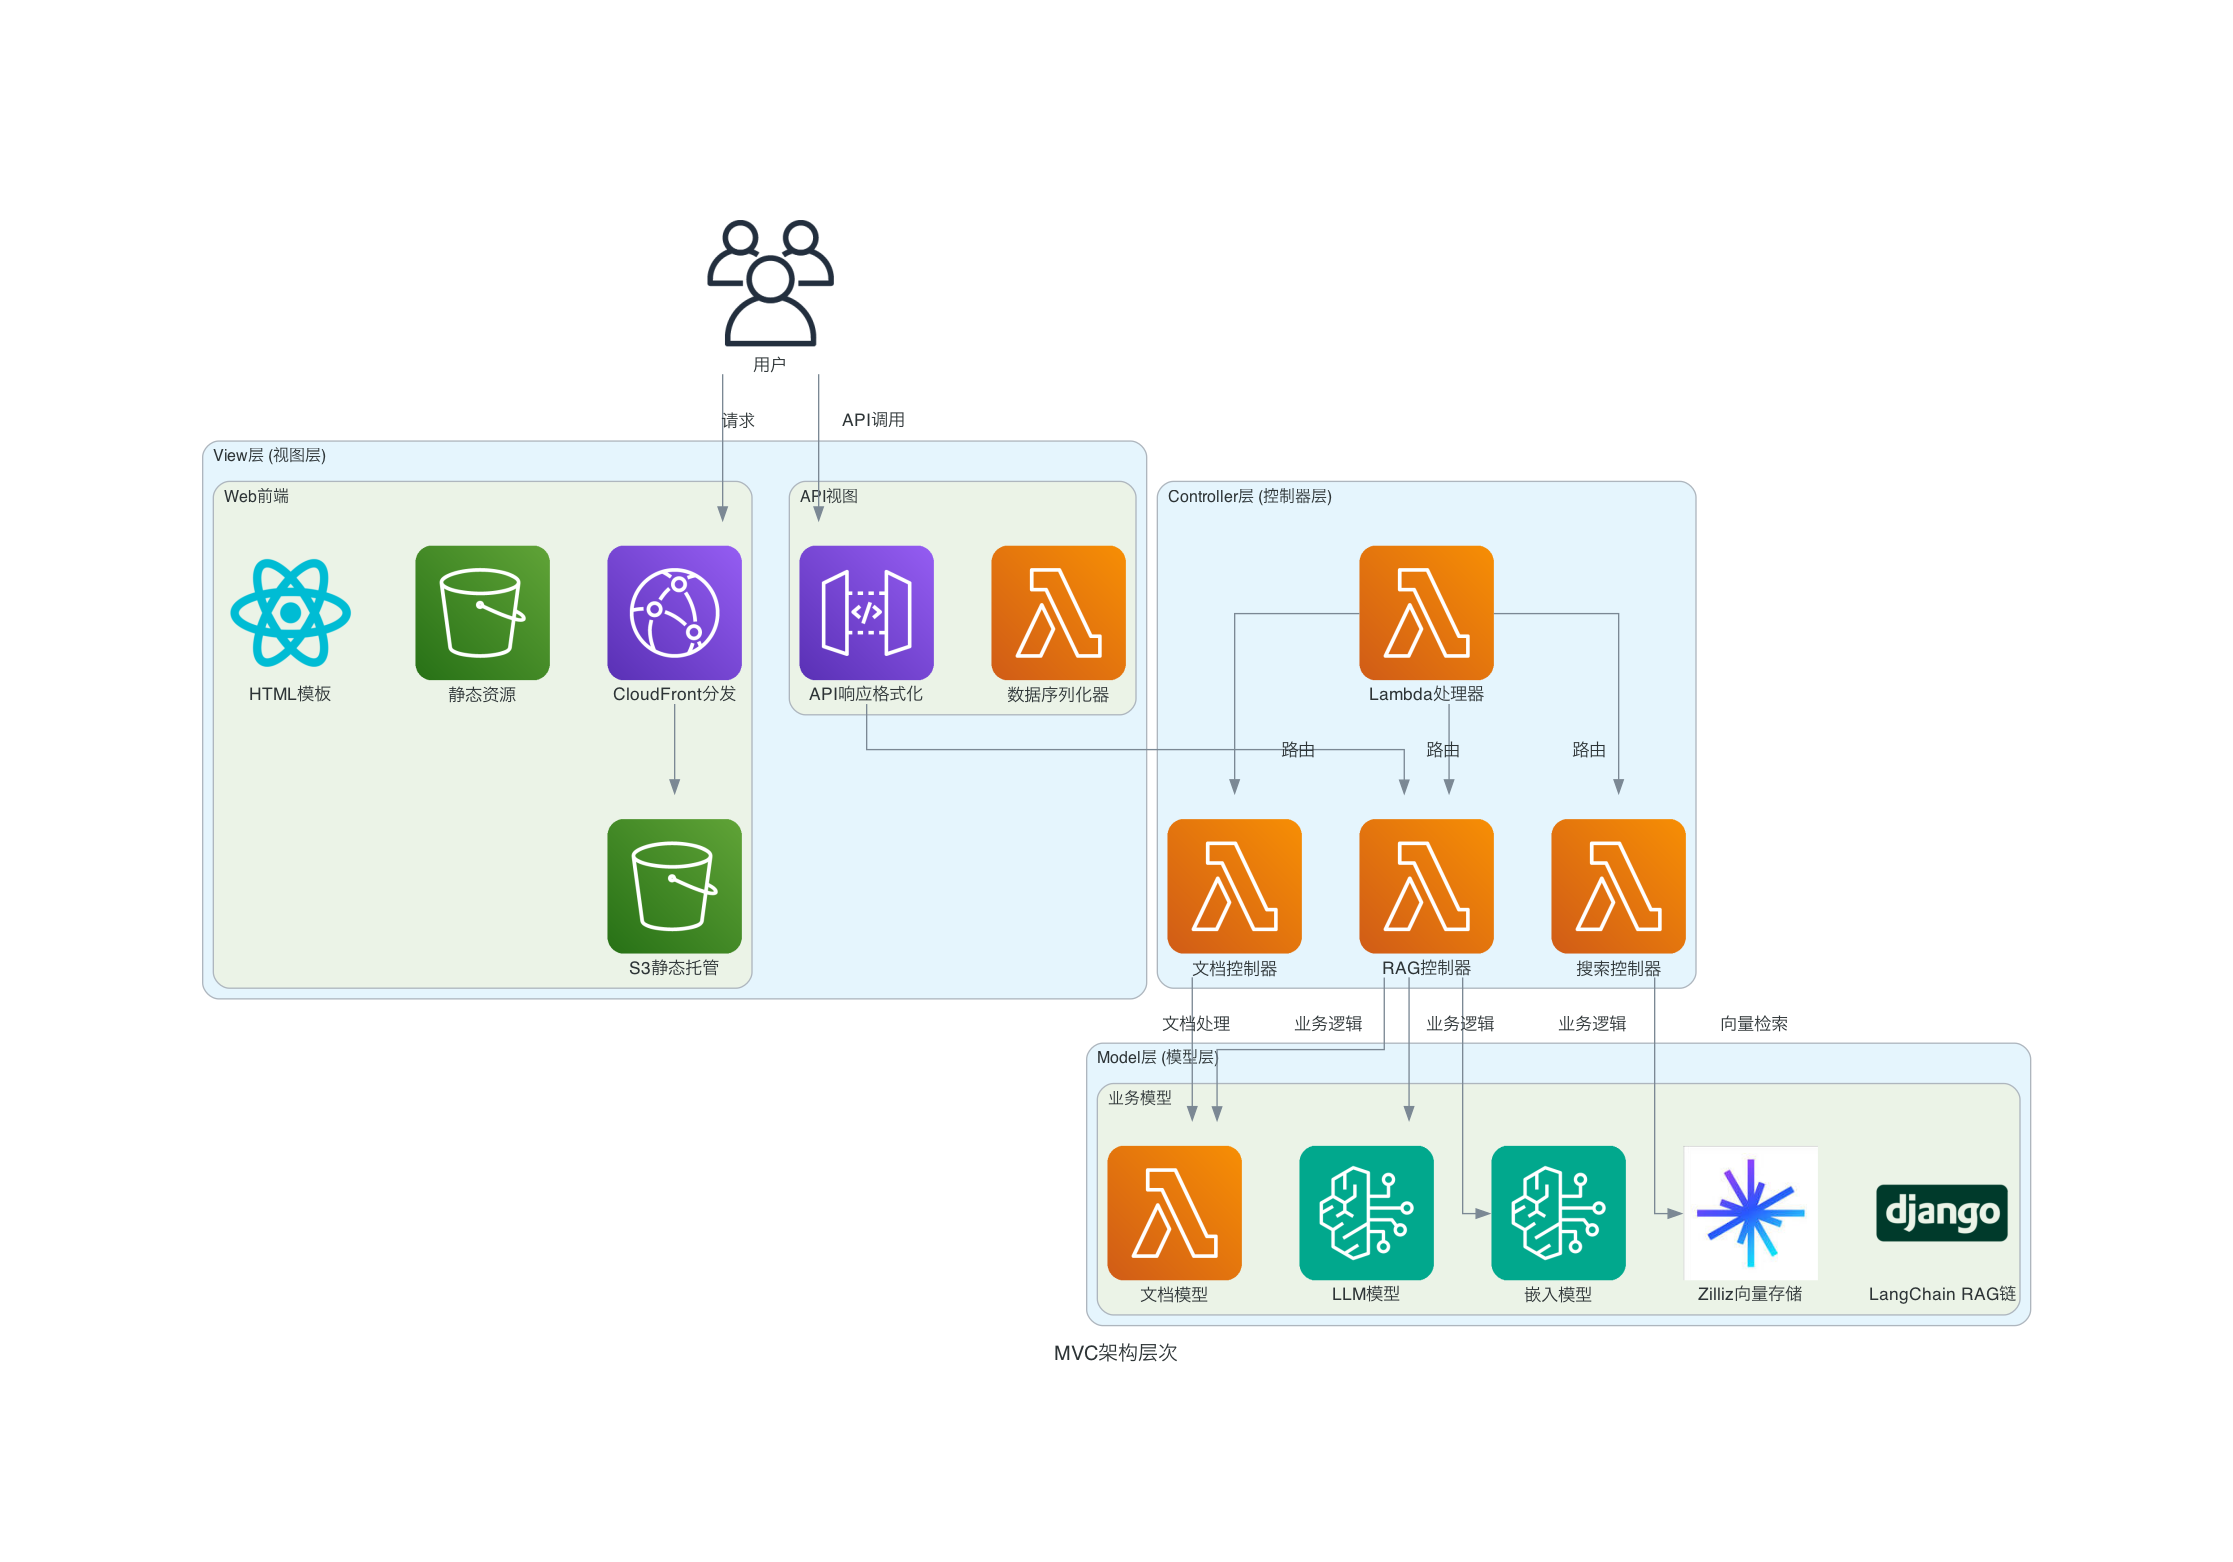 用户
请求
API调用
View层 (视图层)
Web前端
API视图
Controller层 (控制器层)
HTML模板
静态资源
CloudFront分发
API响应格式化
数据序列化器
Lambda处理器
路由
路由
路由
S3静态托管
文档控制器
RAG控制器
搜索控制器
文档处理
业务逻辑
业务逻辑
业务逻辑
向量检索
Model层 (模型层)
业务模型
django
文档模型
LLM模型
嵌入模型
Zilliz向量存储
LangChain RAG链
MVC架构层次